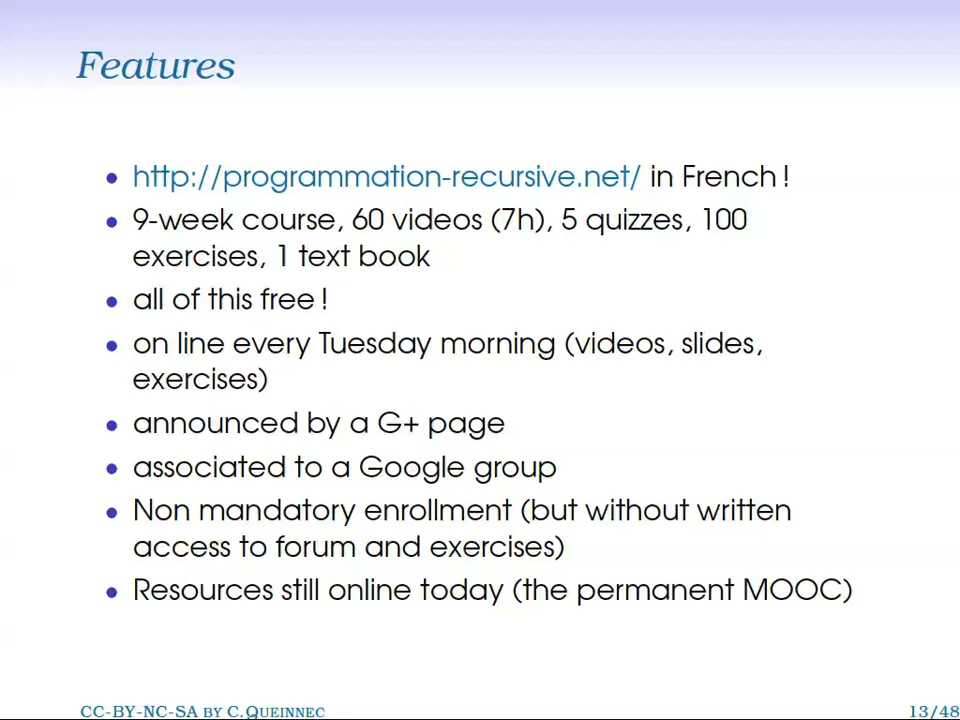 Features
• http://programmation-recursive.net/ in French !
• 9-week course, 60 videos (7h), 5 quizzes, 100
exercises, 1 text book
• all of this free !
• on line every Tuesday morning (videos, slides,
exercises)
• announced by a G+ page
• associated to a Google group
• Non mandatory enrollment (but without written
access to forum and exercises)
• Resources still online today (the permanent MOOC)
CC-BY-NC-SA BY C.QUEINNEC 13/48